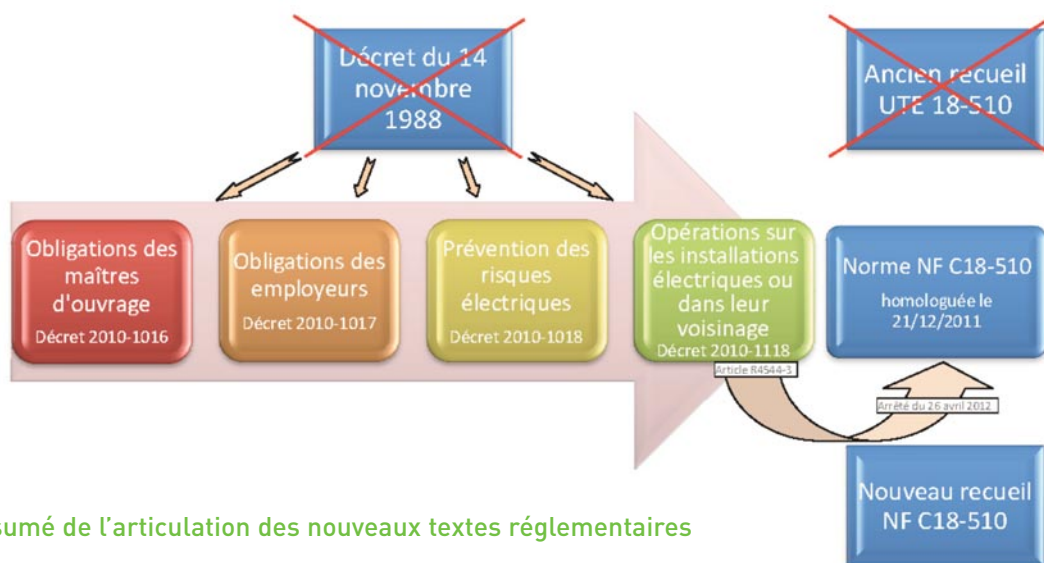 Décret du 14
novembre
1988
Ancien recueil
UTE 18-510
Obligations des
maîtres
d'ouvrage
Décret 2010-1016
Obligations des
employeurs
Décret 2010-1017
Prévention des
risques
électriques
Décret 2010-1018
Opérations sur
les installations
électriques ou
dans leur
voisinage
Décret 2010-1118
Article R4544-3
Norme NF C18-510
homologuée le
21/12/2011
Arrêté du 26 avril 2012
Nouveau recueil
NF C18-510
sumé de l'articulation des nouveaux textes réglementaires